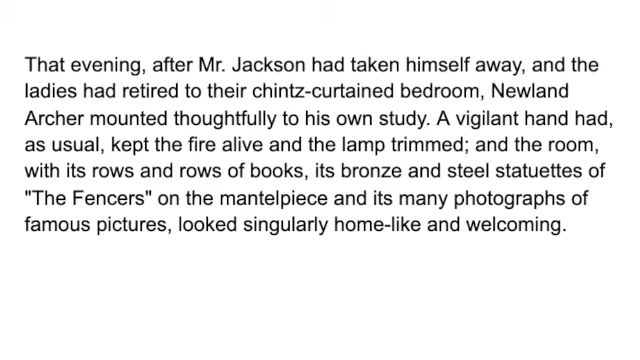 That evening, after Mr. Jackson had taken himself away, and the
ladies had retired to their chintz-curtained bedroom, Newland
Archer mounted thoughtfully to his own study. A vigilant hand had,
as usual, kept the fire alive and the lamp trimmed; and the room,
with its rows and rows of books, its bronze and steel statuettes of
"The Fencers" on the mantelpiece and its many photographs of
famous pictures, looked singularly home-like and welcoming.